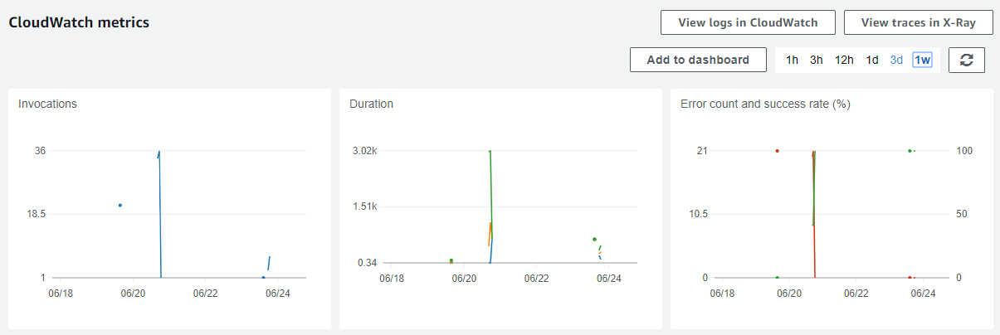 CloudWatch metrics
View logs in CloudWatch
View traces in X-Ray
Add to dashboard
1h 3h 12h 1d 3d 1w
Invocations
36
18.5
1
06/18 06/20 06/22 06/24
Duration
3.02k
1.51k
0.34
06/18 06/20 06/22 06/24
Error count and success rate (%)
21 100
10.5 50
0 0
06/18 06/20 06/22 06/24